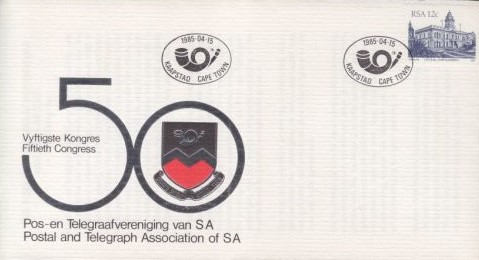 1985-04-15
KAAPSTAD CAPE TOWN
1985-04-15
KAAPSTAD CAPE TOWN
RSA 12c
50
Vyftigste Kongres
Fiftieth Congress
Pos-en Telegraafvereniging van SA
Postal and Telegraph Association of SA